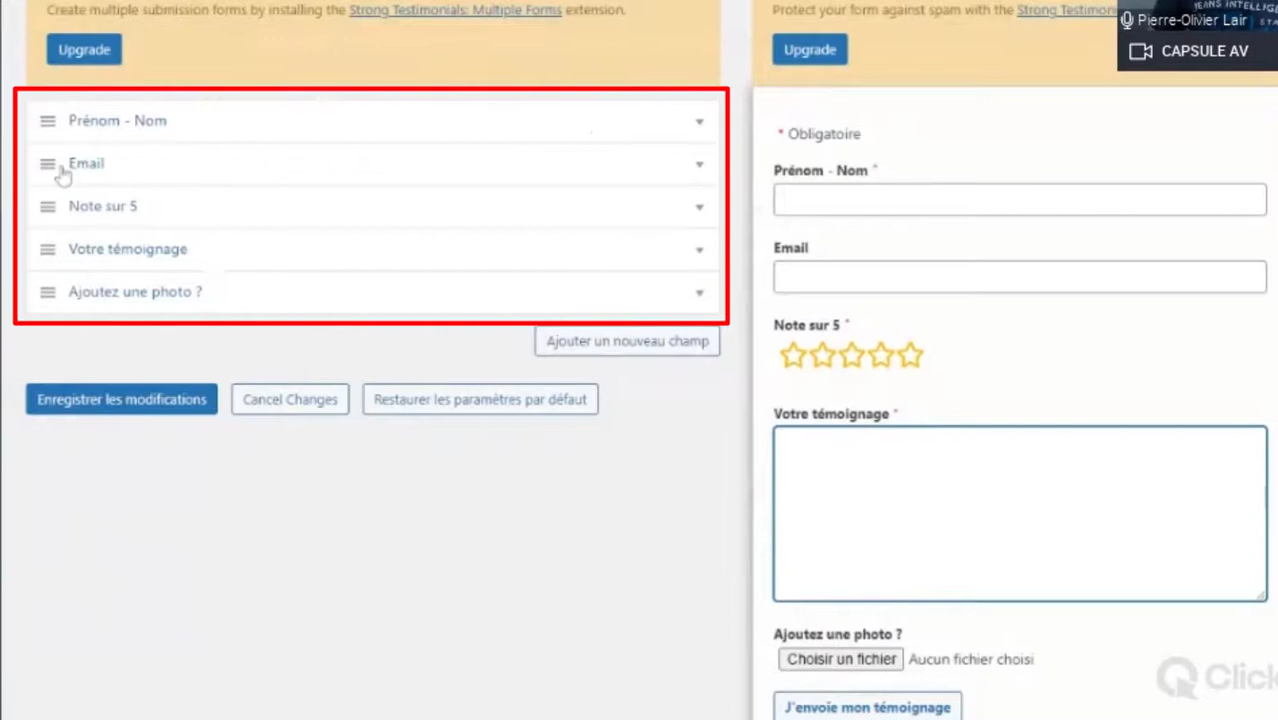 Create multiple submission forms by installing the Strong Testimonials: Multiple Forms extension.
Upgrade
Prénom - Nom
Email
Note sur 5
Votre témoignage
Ajoutez une photo ?
Ajouter un nouveau champ
Enregistrer les modifications
Cancel Changes
Restaurer les paramètres par défaut
Protect your form against spam with the Strong
Upgrade
JEANS
Pierre-Olivier Lair
CAPSULE AV
* Obligatoire
Prénom - Nom *
Email
Note sur 5 *
Votre témoignage *
Ajoutez une photo ?
Choisir un fichier Aucun fichier choisi
J'envoie mon témoignage
Click